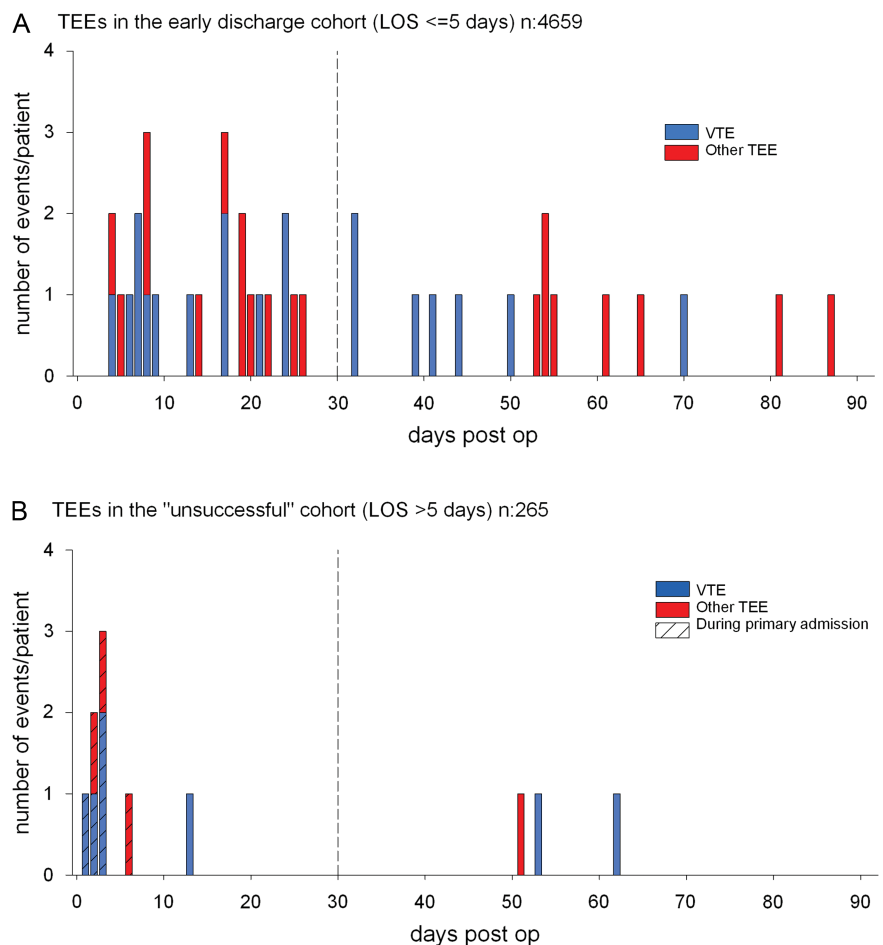 A TEEs in the early discharge cohort (LOS <=5 days) n:4659
4
3
2
1
0
number of events/patient
VTE
Other TEE
0 10 20 30 40 50 60 70 80 90
days post op
B TEEs in the "unsuccessful" cohort (LOS >5 days) n:265
4
3
2
1
0
number of events/patient
VTE
Other TEE
During primary admission
0 10 20 30 40 50 60 70 80 90
days post op